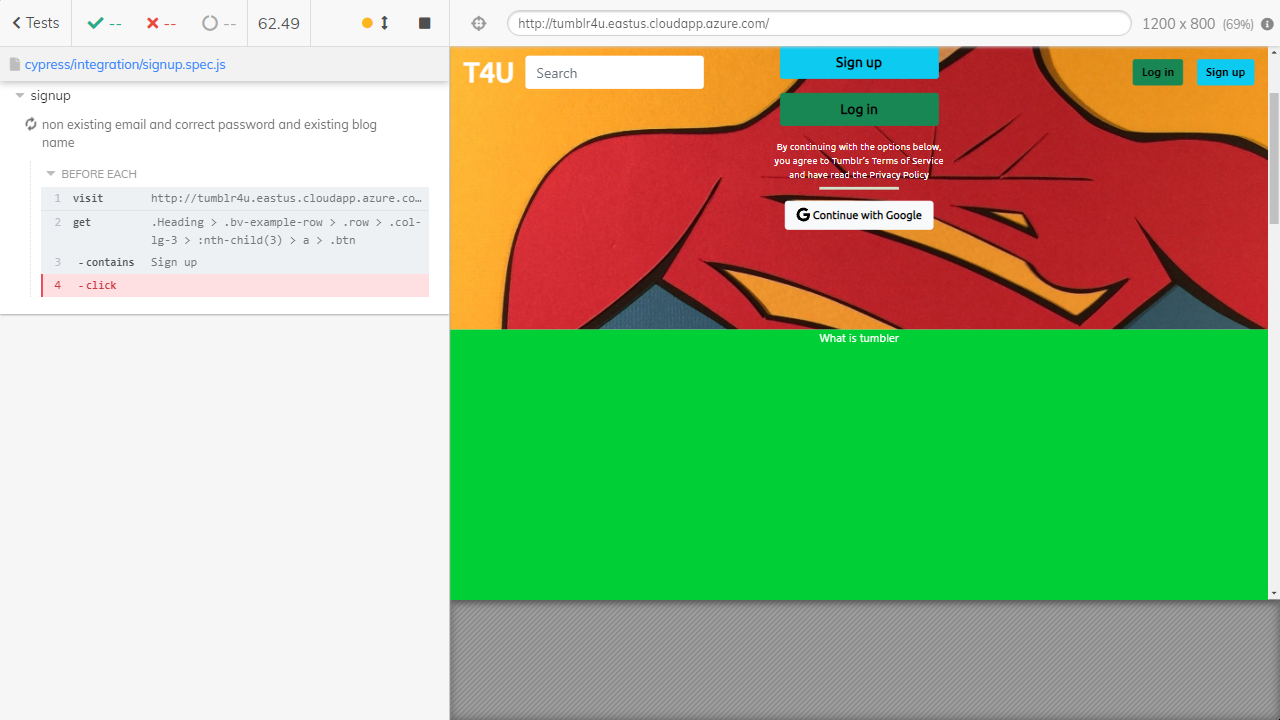 Tests
--
--
--
62.49
http://tumblr4u.eastus.cloudapp.azure.com/
1200 x 800 (69%)
cypress/integration/signup.spec.js
signup
non existing email and correct password and existing blog
name
BEFORE EACH
1 visit http://tumblr4u.eastus.cloudapp.azure.co…
2 get .Heading > .bv-example-row > .row > .col-
lg-3 > :nth-child(3) > a > .btn
3 -contains Sign up
4 -click
T4U
Search
Sign up
Log in
Log in
Sign up
By continuing with the options below,
you agree to Tumblr's Terms of Service
and have read the Privacy Policy
G Continue with Google
What is tumbler